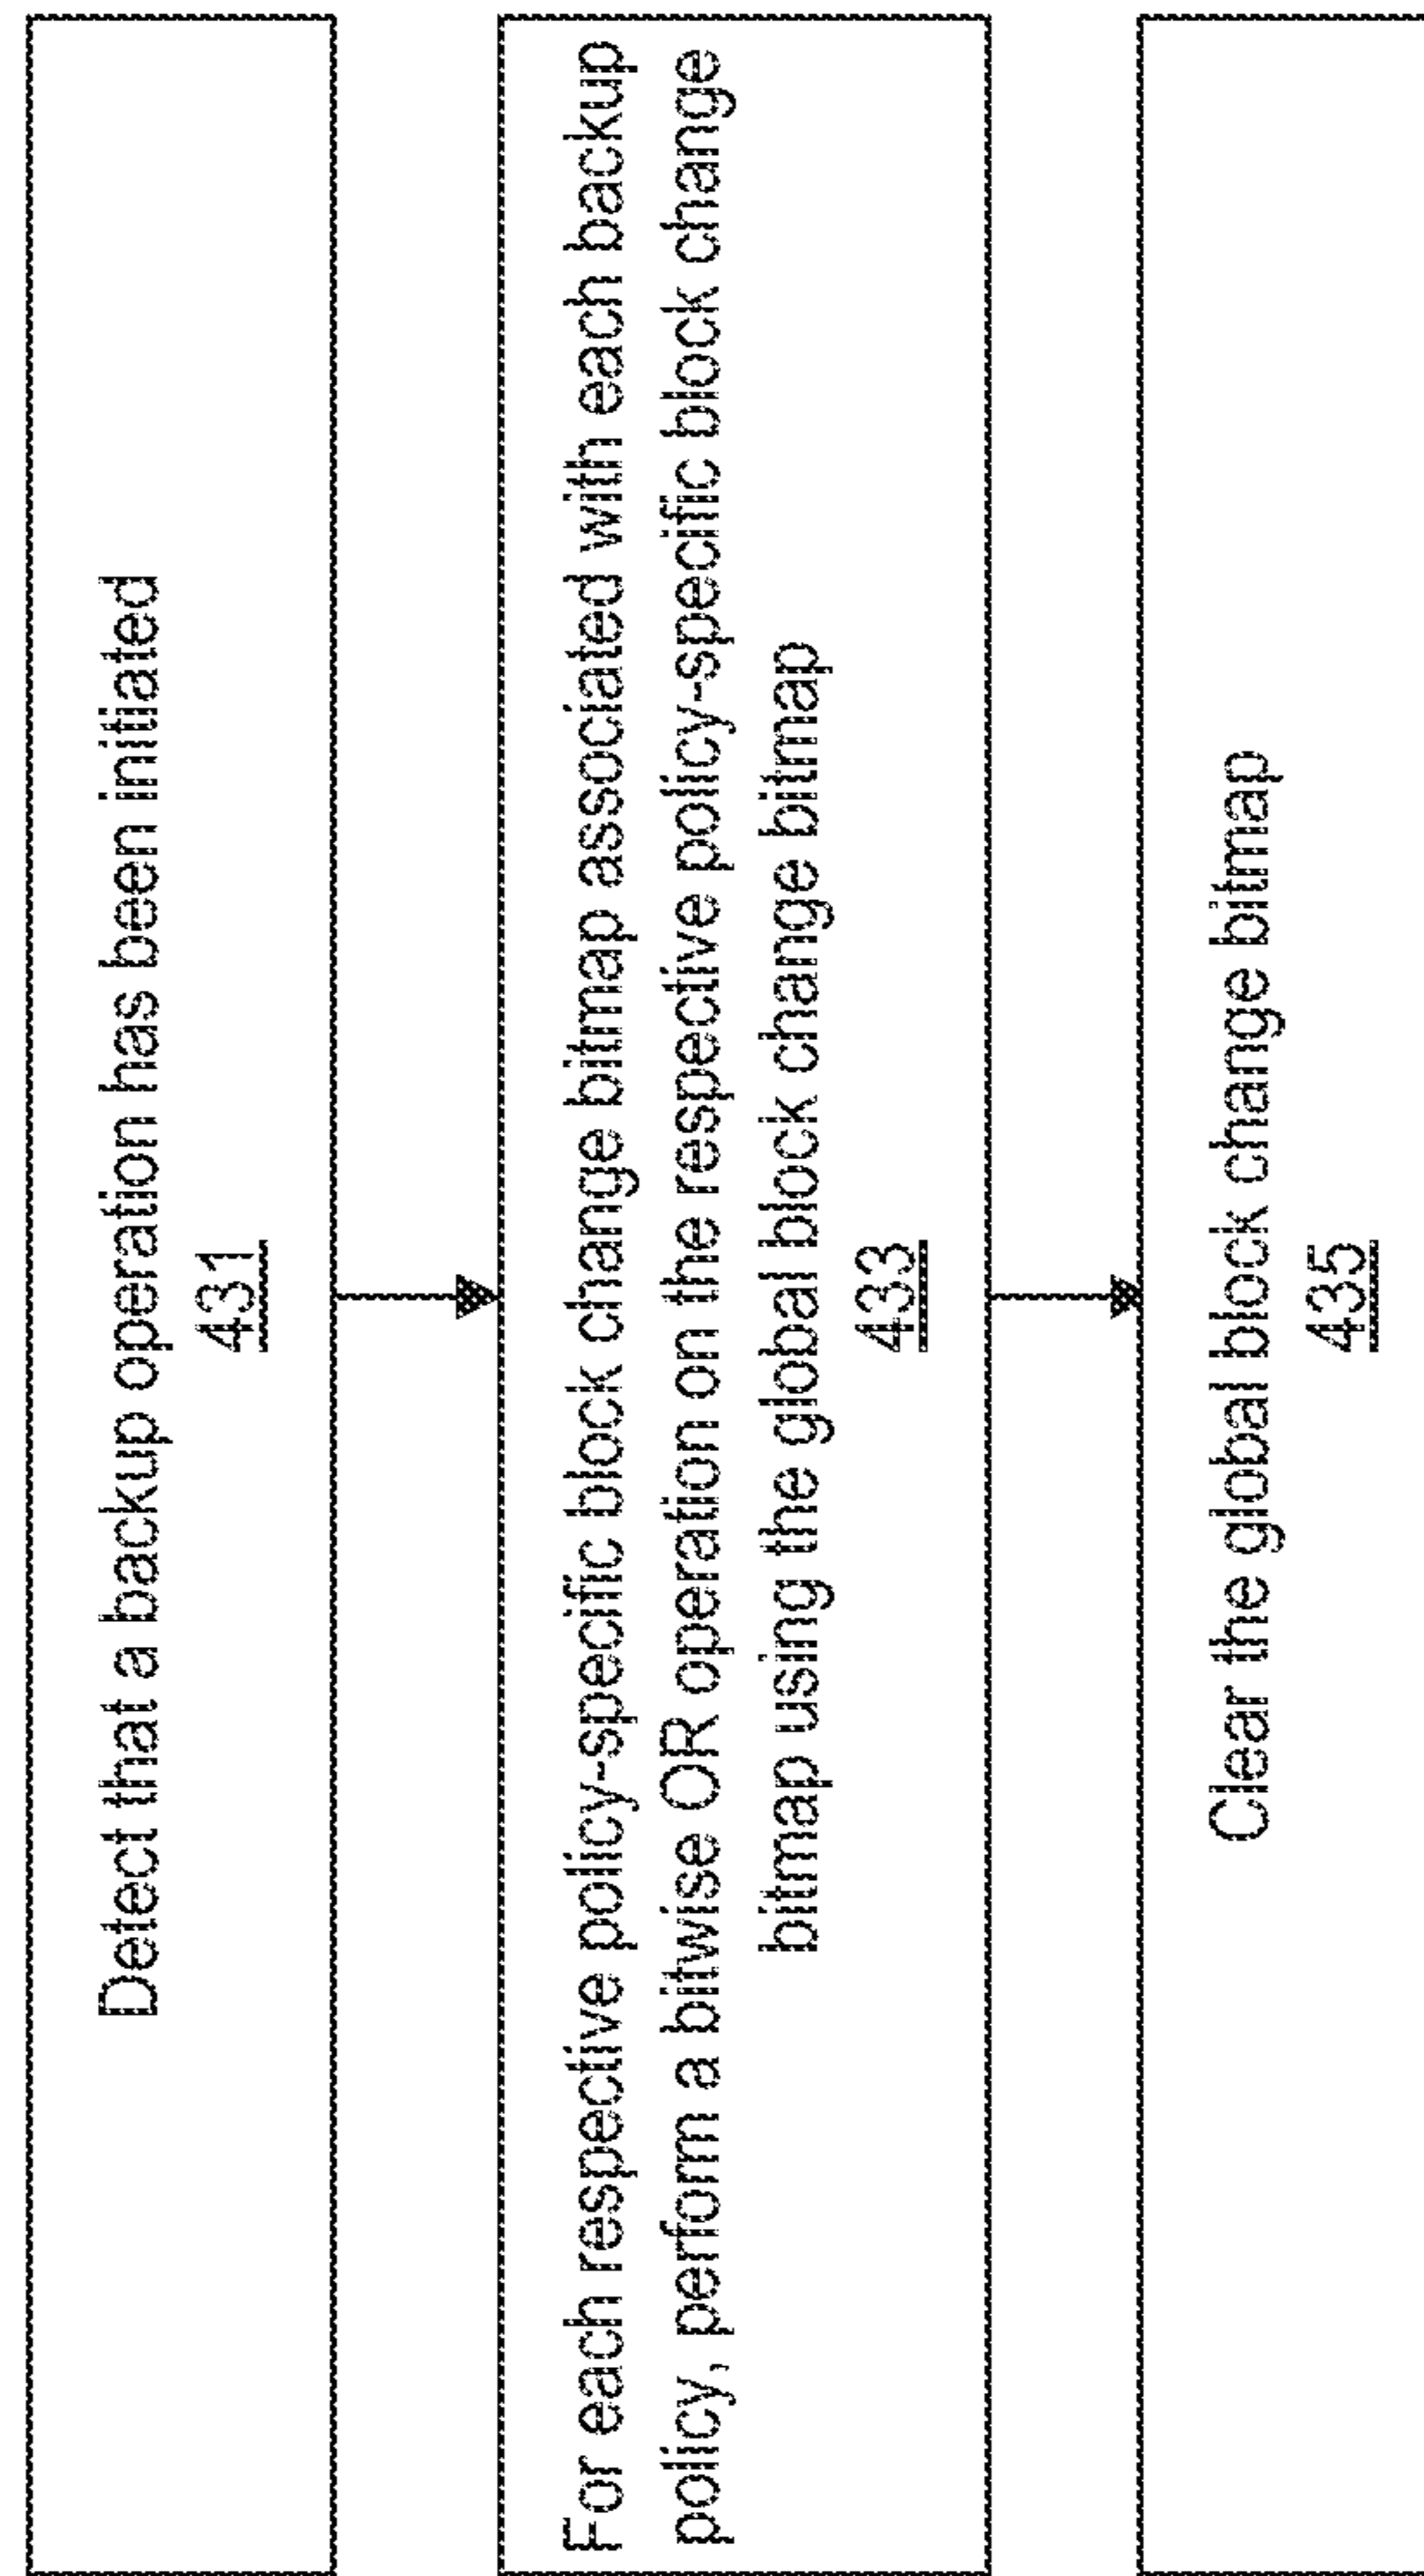 Detect that a backup operation has been initiated
431
For each respective policy-specific block change bitmap associated with each backup
policy, perform a bitwise OR operation on the respective policy-specific block change
bitmap using the global block change bitmap
433
Clear the global block change bitmap
435